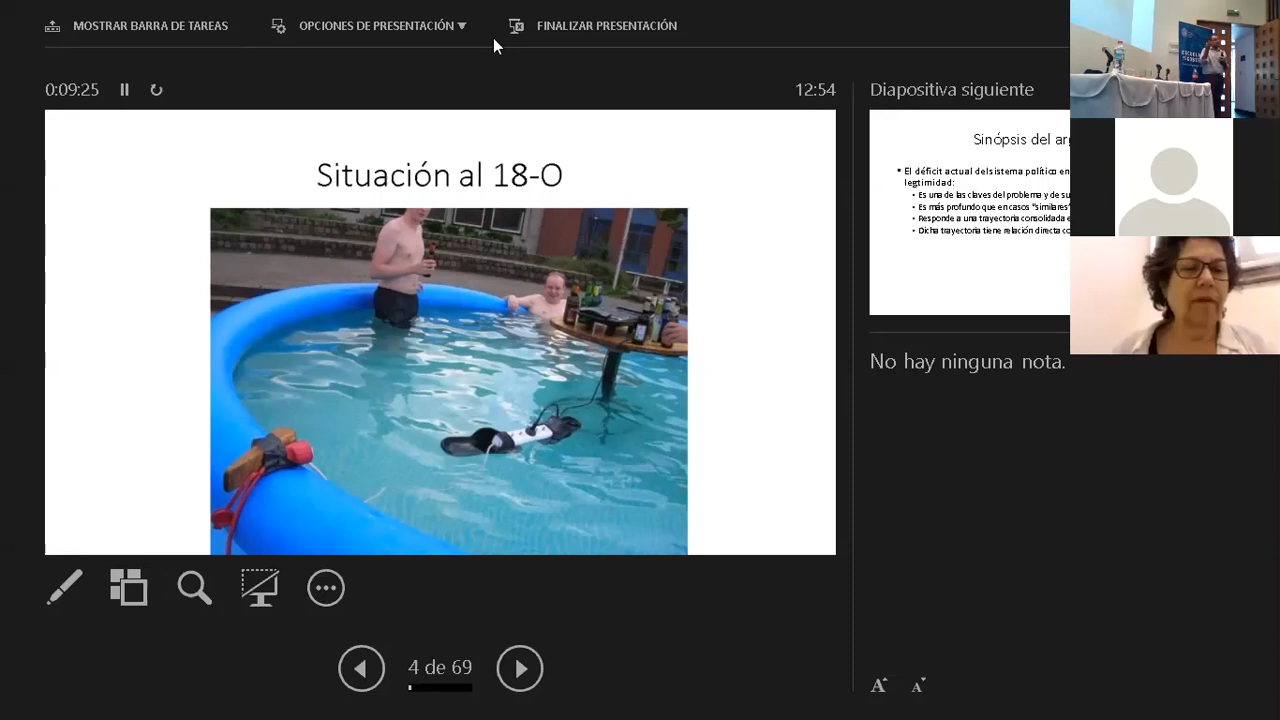 MOSTRAR BARRA DE TAREAS
OPCIONES DE PRESENTACIÓN
FINALIZAR PRESENTACIÓN
0:09:25
12:54
Diapositiva siguiente
Situación al 18-O
Sinópsis del
El déficit actual del sistema político en
legtimidad:
Es una de las claves del problema y de su
Es más profundo que en casos "similares"
Responde a una trayectoria consolidada
Dicha trayectoria tiene relación directa
No hay ninguna nota.
4 de 69
A A